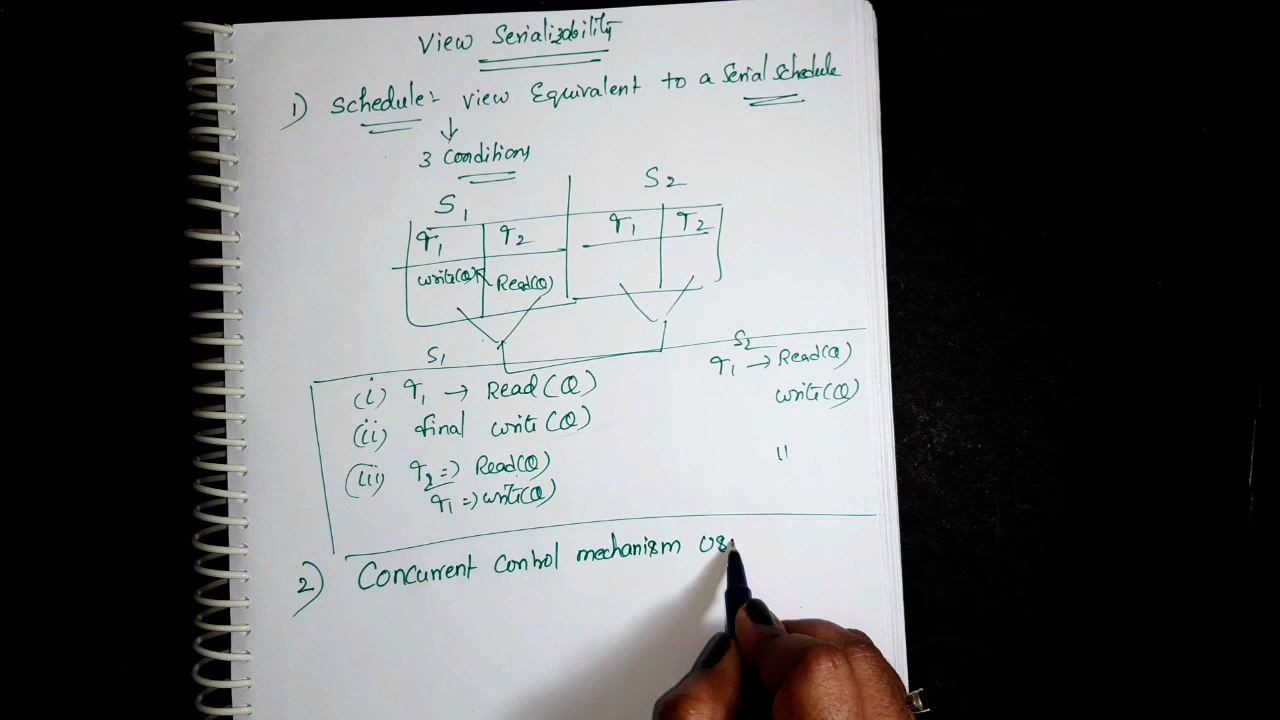 View Serializability
1) Schedule:- view Equivalent to a Serial Schedule
↓
3 Conditions
S1 S2
T1 T2 T1 T2
write(Q) Read(Q)
S1 S2
(i) T1 → Read(Q) T1 → Read(Q)
(ii) final write(Q) write(Q)
(iii) T2 => Read(Q) "
T1 => write(Q)
2) Concurrent Control mechanism us